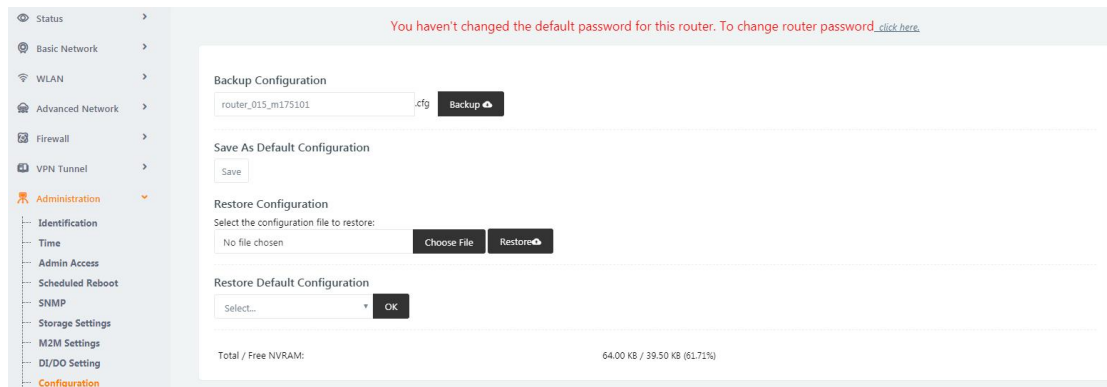 Status
Basic Network
WLAN
Advanced Network
Firewall
VPN Tunnel
Administration
Identification
Time
Admin Access
Scheduled Reboot
SNMP
Storage Settings
M2M Settings
DI/DO Setting
Configuration
You haven't changed the default password for this router. To change router password click here.
Backup Configuration
router_015_m175101 .cfg Backup
Save As Default Configuration
Save
Restore Configuration
Select the configuration file to restore:
No file chosen Choose File Restore
Restore Default Configuration
Select... OK
Total / Free NVRAM: 64.00 KB / 39.50 KB (61.71%)